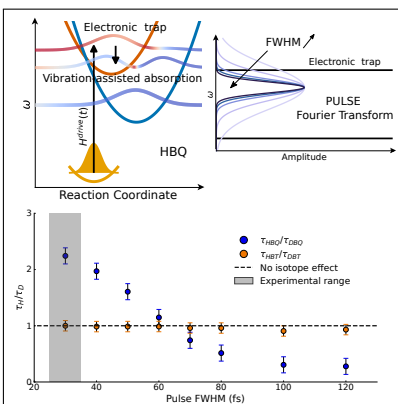 Electronic trap
Vibration-assisted absorption
ω
H^drive(t)
HBQ
Reaction Coordinate
FWHM
Electronic trap
ω
PULSE
Fourier Transform
Amplitude
3
2
1
0
τ_H/τ_D
τ_HBQ/τ_DBQ
τ_HBT/τ_DBT
No isotope effect
Experimental range
20 40 60 80 100 120
Pulse FWHM (fs)